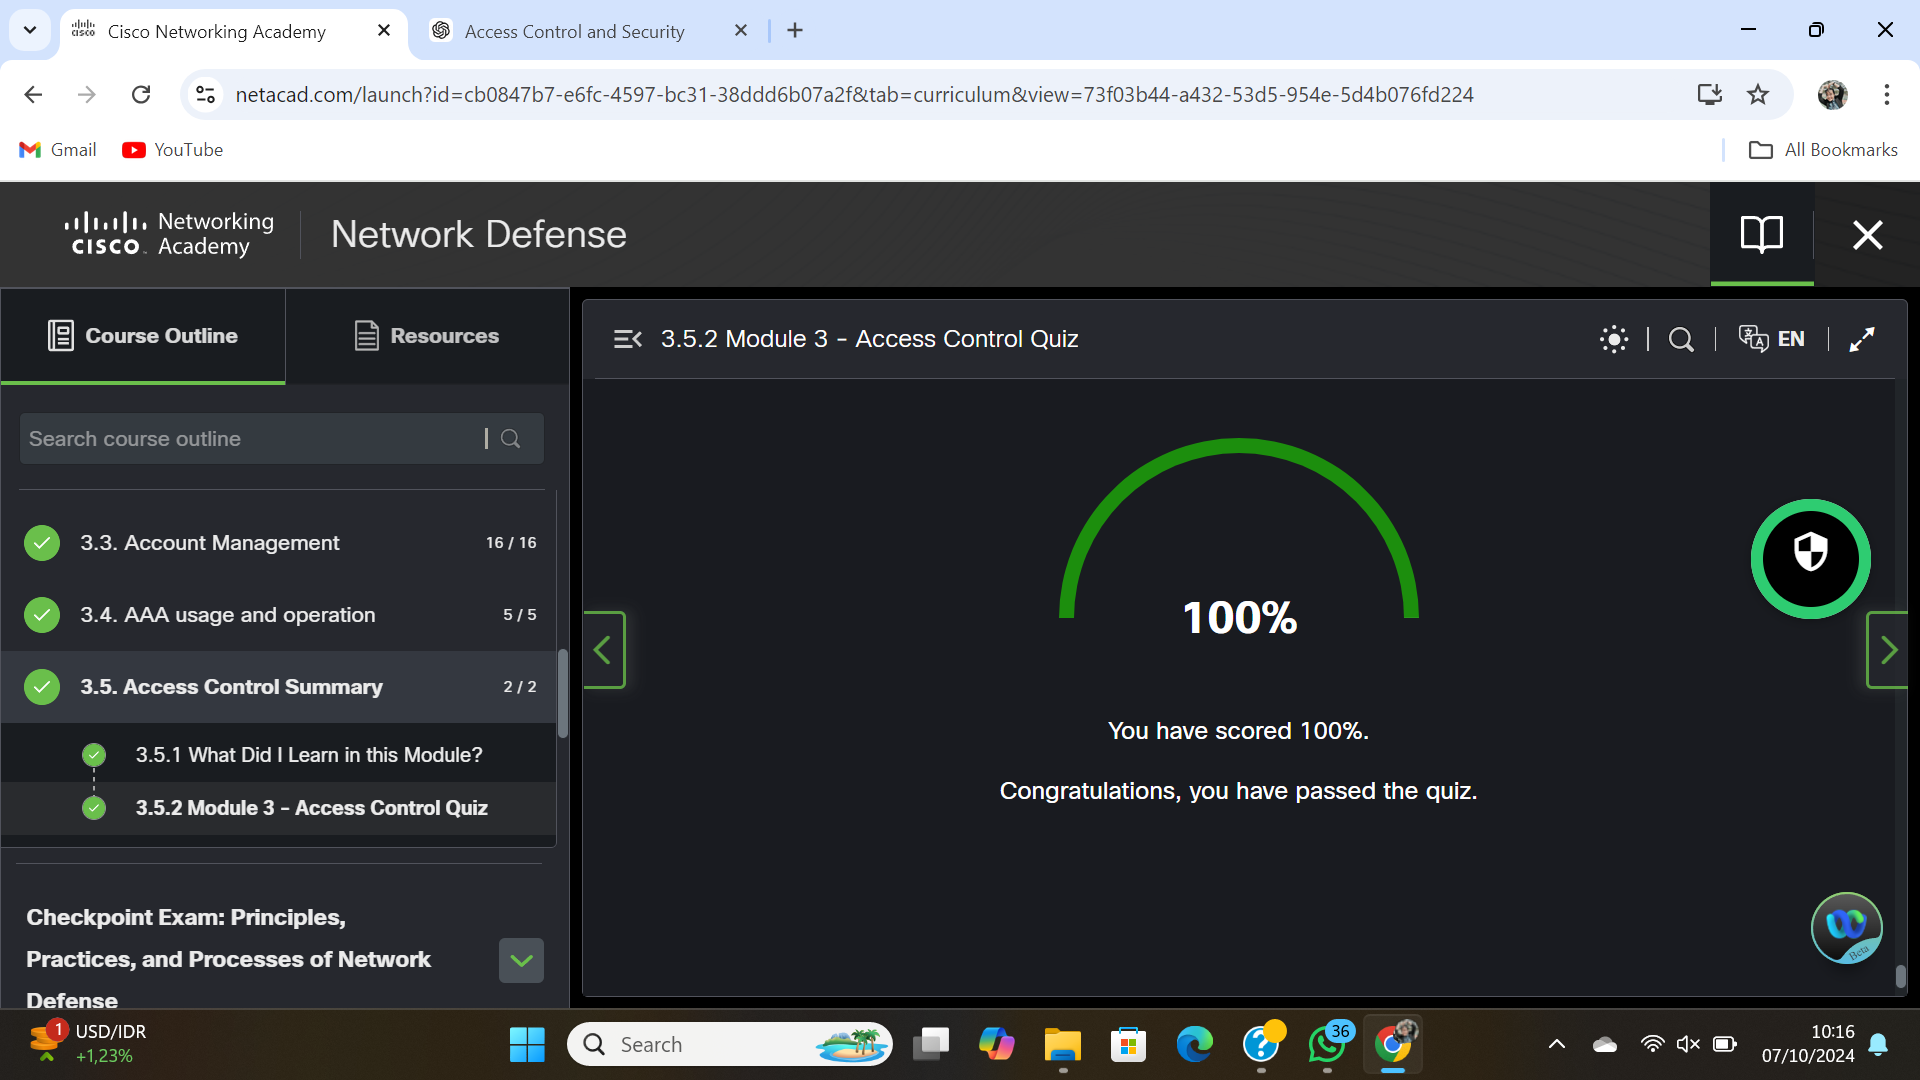 Cisco Networking Academy
Access Control and Security
netacad.com/launch?id=cb0847b7-e6fc-4597-bc31-38ddd6b07a2f&tab=curriculum&view=73f03b44-a432-53d5-954e-5d4b076fd224
Gmail
YouTube
All Bookmarks
CISCO Networking Academy
Network Defense
Course Outline
Resources
Search course outline
3.3. Account Management 16 / 16
3.4. AAA usage and operation 5 / 5
3.5. Access Control Summary 2 / 2
3.5.1 What Did I Learn in this Module?
3.5.2 Module 3 - Access Control Quiz
Checkpoint Exam: Principles,
Practices, and Processes of Network
Defense
3.5.2 Module 3 - Access Control Quiz
EN
100%
You have scored 100%.
Congratulations, you have passed the quiz.
Beta
1
USD/IDR
+1,23%
Search
36
10:16
07/10/2024